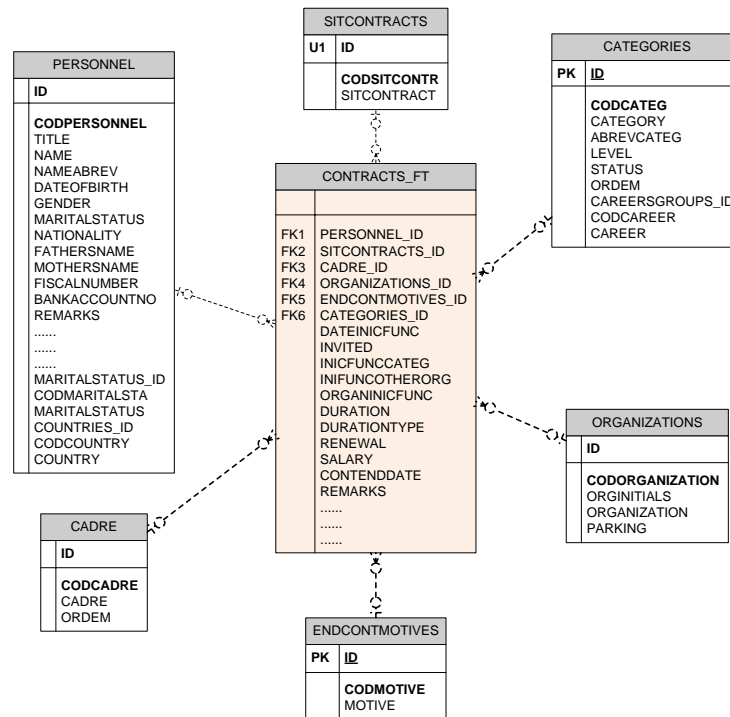 SITCONTRACTS
U1 ID
CODSITCONTR
SITCONTRACT
PERSONNEL
ID
CODPERSONNEL
TITLE
NAME
NAMEABREV
DATEOFBIRTH
GENDER
MARITALSTATUS
NATIONALITY
FATHERSNAME
MOTHERSNAME
FISCALNUMBER
BANKACCOUNTNO
REMARKS
......
......
......
MARITALSTATUS_ID
CODMARITALSTA
MARITALSTATUS
COUNTRIES_ID
CODCOUNTRY
COUNTRY
CATEGORIES
PK ID
CODCATEG
CATEGORY
ABREVCATEG
LEVEL
STATUS
ORDEM
CAREERSGROUPS_ID
CODCAREER
CAREER
CONTRACTS_FT
FK1 PERSONNEL_ID
FK2 SITCONTRACTS_ID
FK3 CADRE_ID
FK4 ORGANIZATIONS_ID
FK5 ENDCONTMOTIVES_ID
FK6 CATEGORIES_ID
DATEINICFUNC
INVITED
INICFUNCCATEG
INIFUNCOTHERORG
ORGANINICFUNC
DURATION
DURATIONTYPE
RENEWAL
SALARY
CONTENDDATE
REMARKS
......
......
......
ORGANIZATIONS
ID
CODORGANIZATION
ORGINITIALS
ORGANIZATION
PARKING
CADRE
ID
CODCADRE
CADRE
ORDEM
ENDCONTMOTIVES
PK ID
CODMOTIVE
MOTIVE